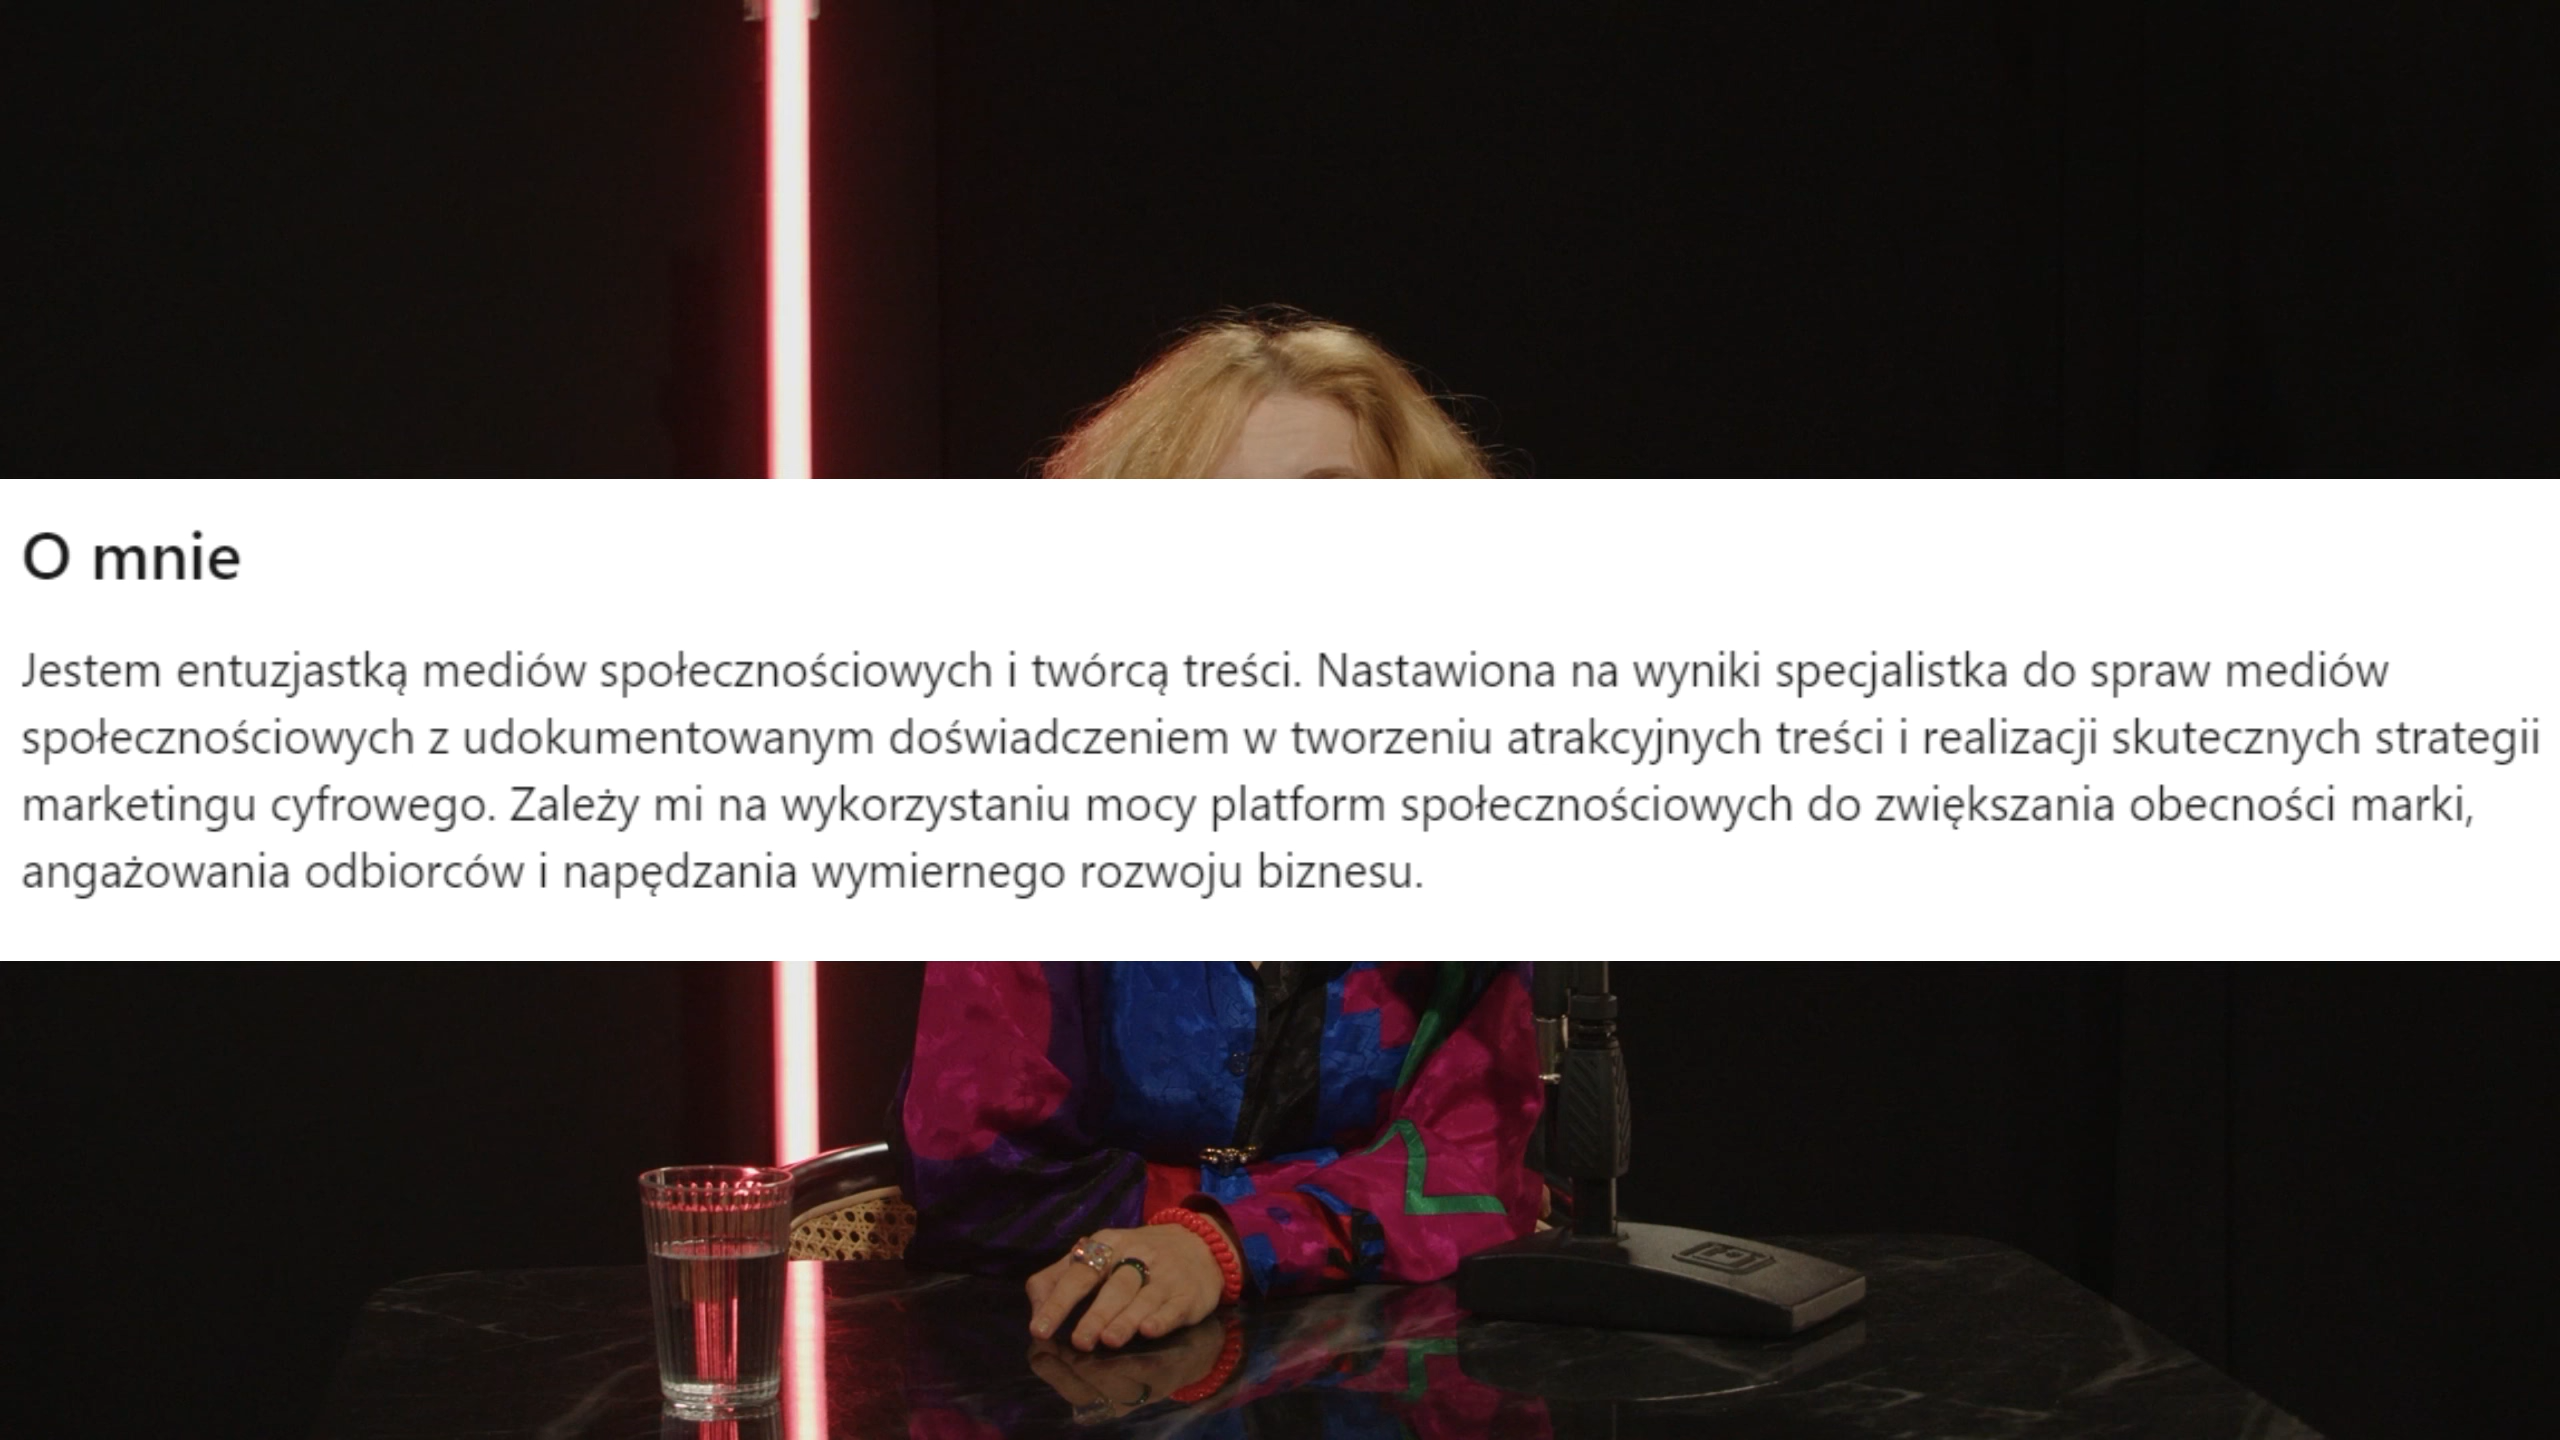 O mnie
Jestem entuzjastką mediów społecznościowych i twórcą treści. Nastawiona na wyniki specjalistka do spraw mediów
społecznościowych z udokumentowanym doświadczeniem w tworzeniu atrakcyjnych treści i realizacji skutecznych strategii
marketingu cyfrowego. Zależy mi na wykorzystaniu mocy platform społecznościowych do zwiększania obecności marki,
angażowania odbiorców i napędzania wymiernego rozwoju biznesu.